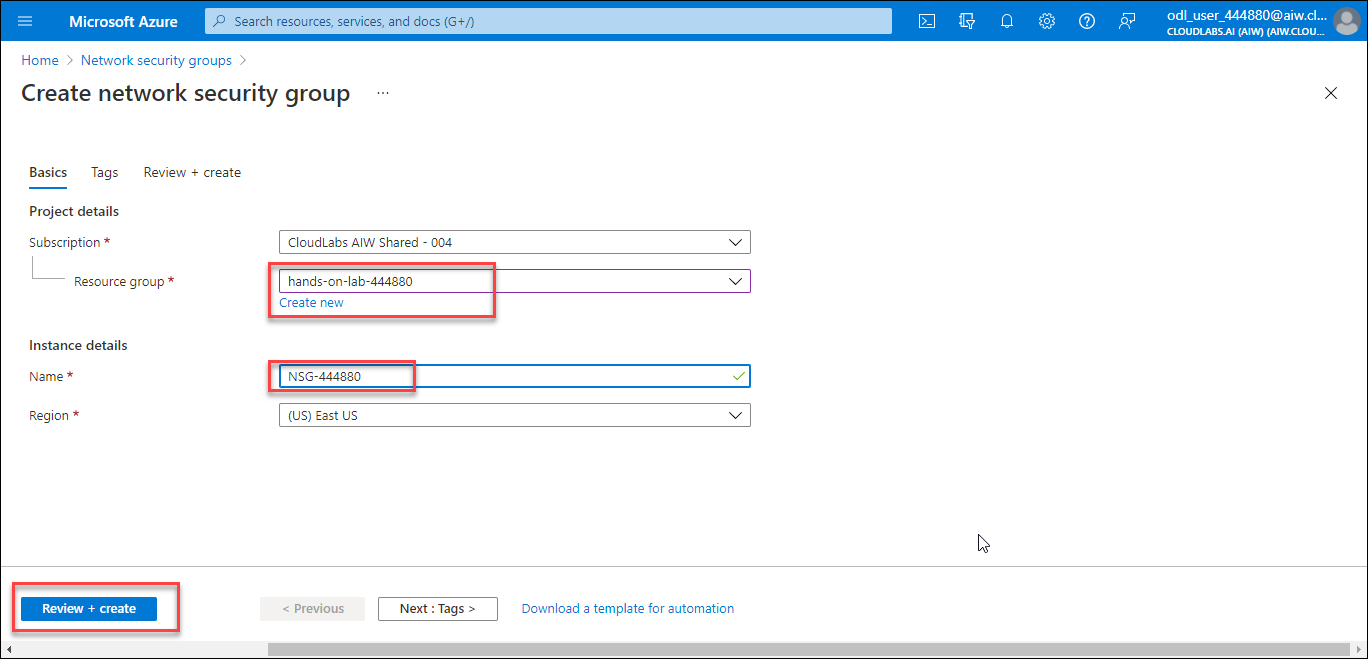 Microsoft Azure
Search resources, services, and docs (G+/)
odl_user_444880@aiw.cl...
CLOUDLABS.AI (AIW) (AIW.CLOU...
Home > Network security groups >
Create network security group ...
Basics Tags Review + create
Project details
Subscription *
CloudLabs AIW Shared - 004
Resource group *
hands-on-lab-444880
Create new
Instance details
Name *
NSG-444880
Region *
(US) East US
Review + create
< Previous
Next : Tags >
Download a template for automation